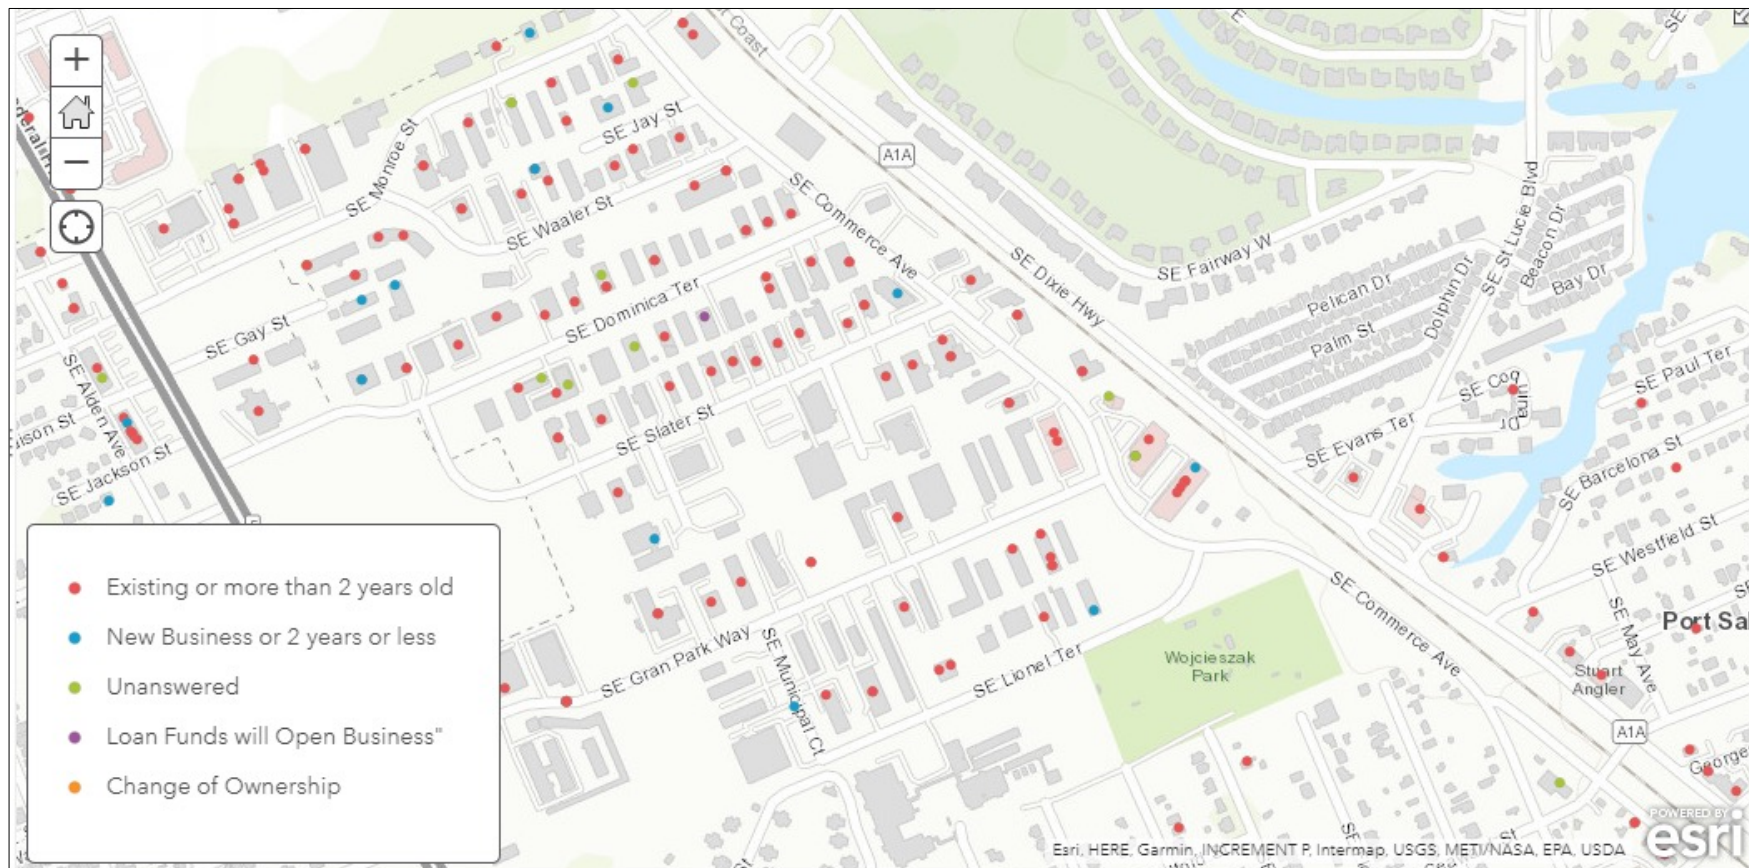 +
−
t Coast
SE Jay St
SE Monroe St
SE Waaler St
A1A
SE Commerce Ave
SE Dixie Hwy
SE Fairway W
SE St Lucie Blvd
Beacon Dr
Bay Dr
Pelican Dr
Dolphin Dr
Palm St
SE Gay St
SE Dominica Ter
SE Alden Ave
SE Paul Ter
SE Coq
uina
Dr
SE Evans Ter
SE Slater St
SE Jackson St
SE Barcelona St
SE Westfield St
SE Commerce Ave
SE May Ave
Port Sa
SE Gran Park Way
SE Municipal Ct
SE Lionel Ter
Wojcieszak
Park
Stuart
Angler
A1A
George
Existing or more than 2 years old
New Business or 2 years or less
Unanswered
Loan Funds will Open Business"
Change of Ownership
POWERED BY
esri
Esri, HERE, Garmin, INCREMENT P, Intermap, USGS, METI/NASA, EPA, USDA